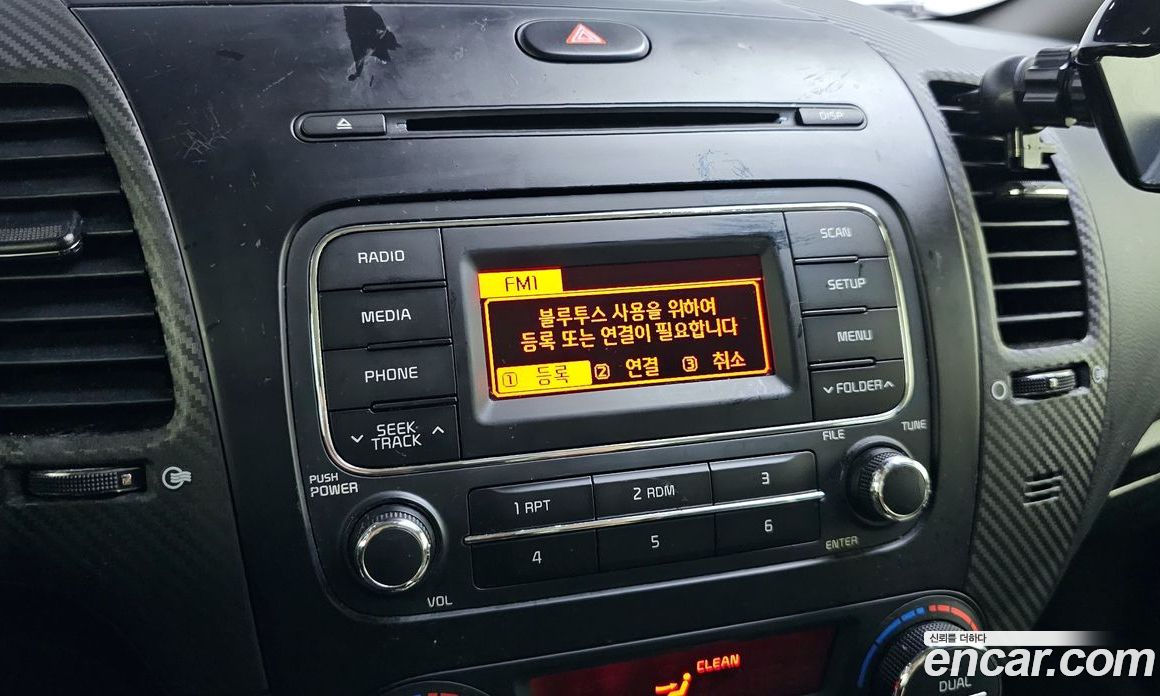 DISP
RADIO
MEDIA
PHONE
SEEK
TRACK
FM1
블루투스 사용을 위하여
등록 또는 연결이 필요합니다
1 등록 2 연결 3 취소
SCAN
SETUP
MENU
FOLDER
FILE
TUNE
PUSH
POWER
1 RPT
2 RDM
3
4
5
6
VOL
ENTER
CLEAN
DUAL
신뢰를 더하다
encar.com